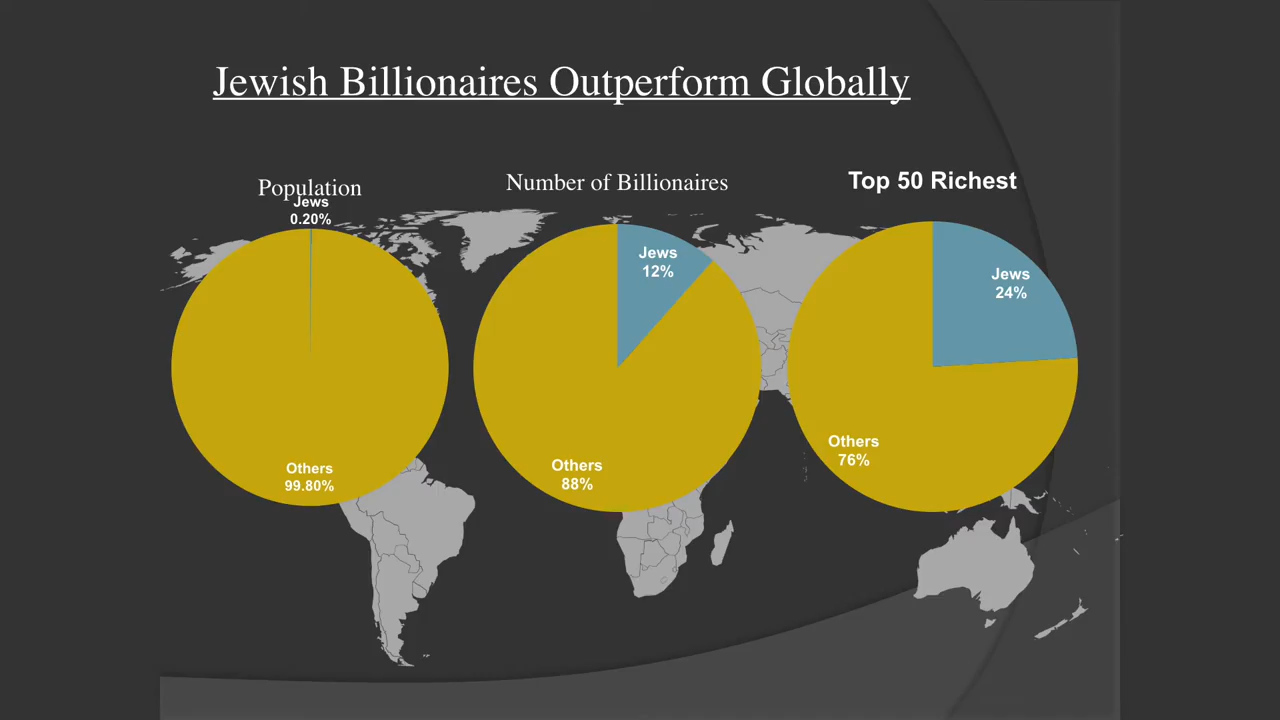 Jewish Billionaires Outperform Globally
Population
Jews
0.20%
Others
99.80%
Number of Billionaires
Jews
12%
Others
88%
Top 50 Richest
Jews
24%
Others
76%